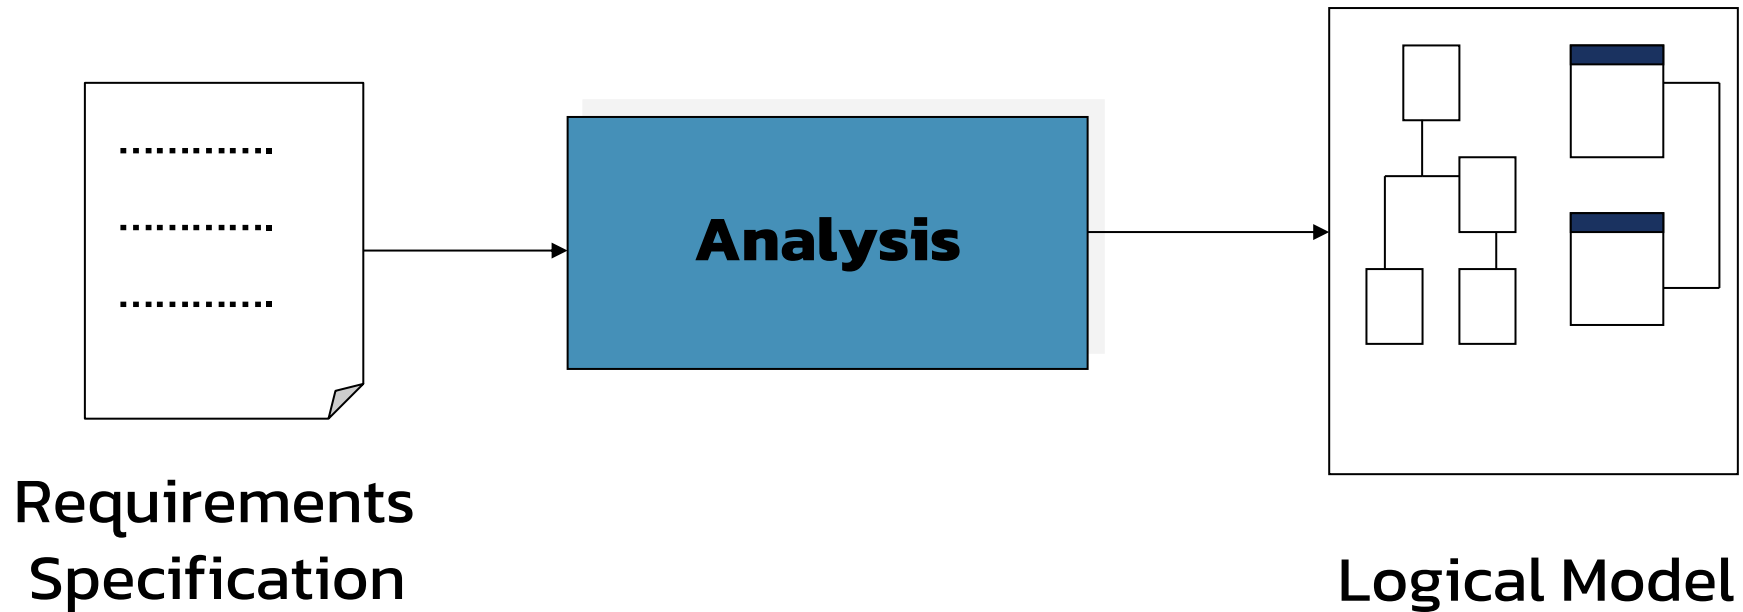 Analysis
Requirements
Specification
Logical Model